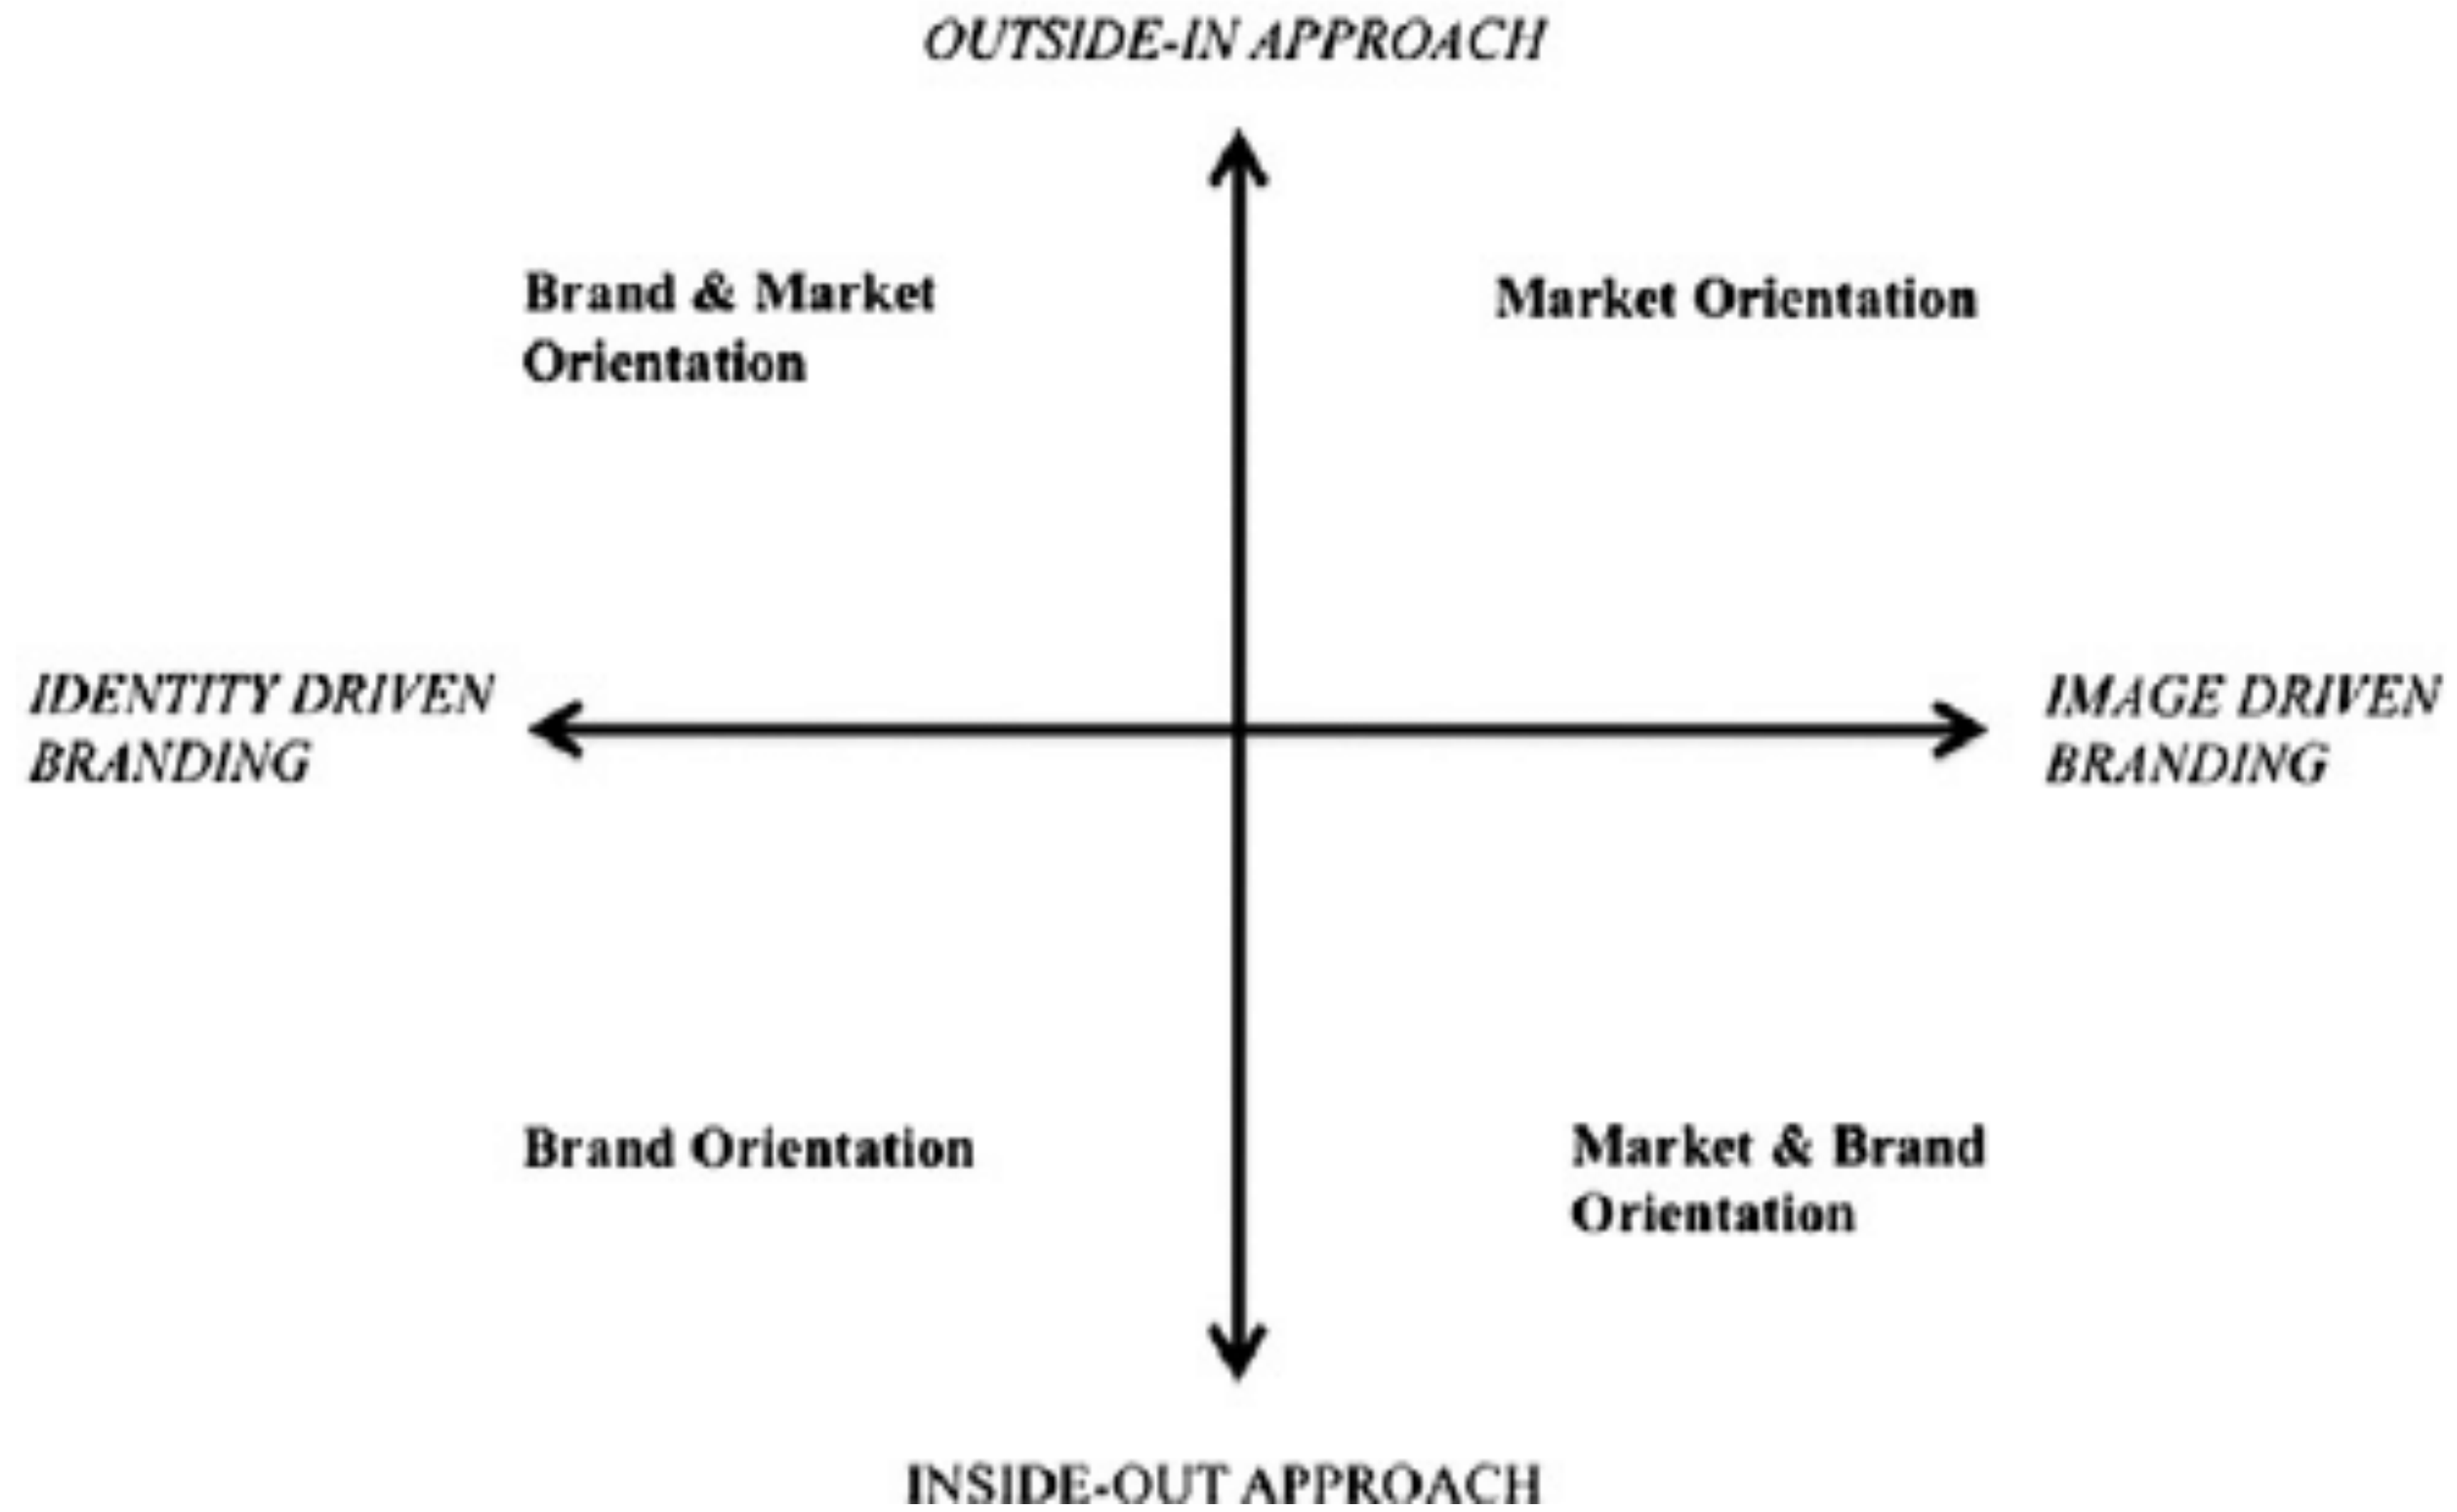 OUTSIDE-IN APPROACH
Brand & Market
Orientation
Market Orientation
IDENTITY DRIVEN
BRANDING
IMAGE DRIVEN
BRANDING
Brand Orientation
Market & Brand
Orientation
INSIDE-OUT APPROACH